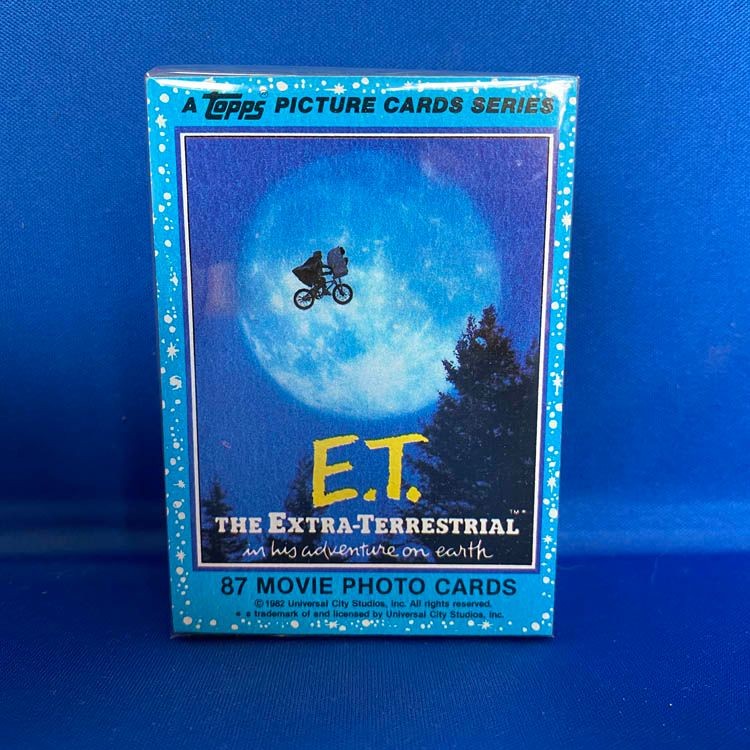 A Topps® PICTURE CARDS SERIES
E.T.
™*
THE EXTRA-TERRESTRIAL
in his adventure on earth
87 MOVIE PHOTO CARDS
©1982 Universal City Studios, Inc. All rights reserved.
* a trademark of and licensed by Universal City Studios, Inc.